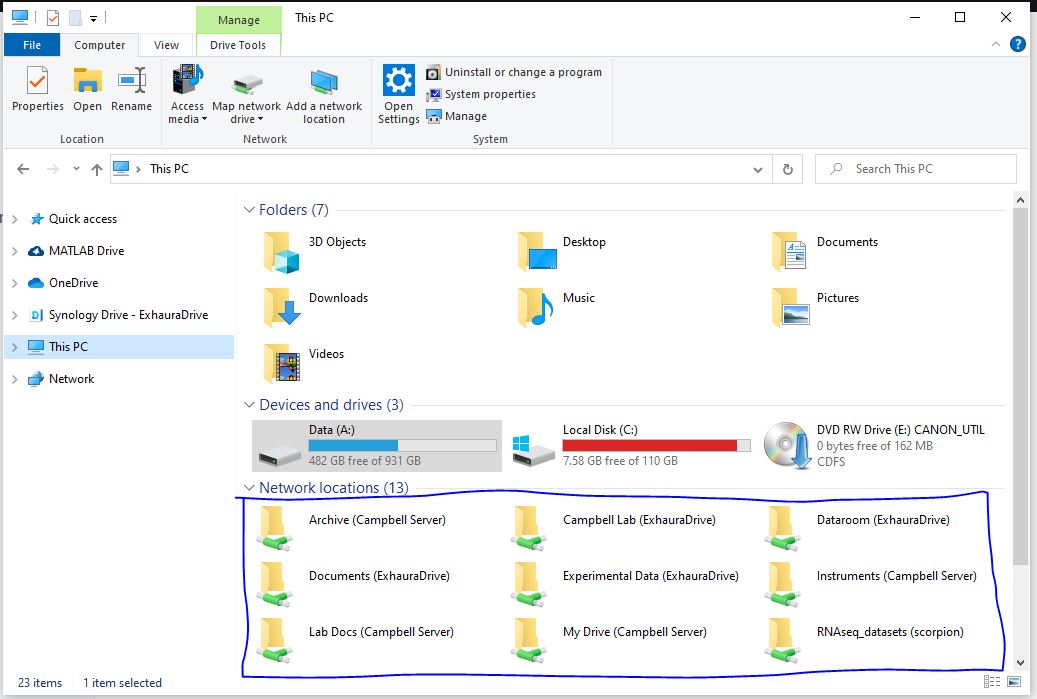 Manage
This PC
File
Computer
View
Drive Tools
Properties
Open
Rename
Access media
Map network drive
Add a network location
Open Settings
Uninstall or change a program
System properties
Manage
Location
Network
System
This PC
Search This PC
Quick access
MATLAB Drive
OneDrive
Synology Drive - ExhauraDrive
This PC
Network
Folders (7)
3D Objects
Desktop
Documents
Downloads
Music
Pictures
Videos
Devices and drives (3)
Data (A:)
482 GB free of 931 GB
Local Disk (C:)
7.58 GB free of 110 GB
DVD RW Drive (E:) CANON_UTIL
0 bytes free of 162 MB
CDFS
Network locations (13)
Archive (Campbell Server)
Campbell Lab (ExhauraDrive)
Dataroom (ExhauraDrive)
Documents (ExhauraDrive)
Experimental Data (ExhauraDrive)
Instruments (Campbell Server)
Lab Docs (Campbell Server)
My Drive (Campbell Server)
RNAseq_datasets (scorpion)
23 items
1 item selected